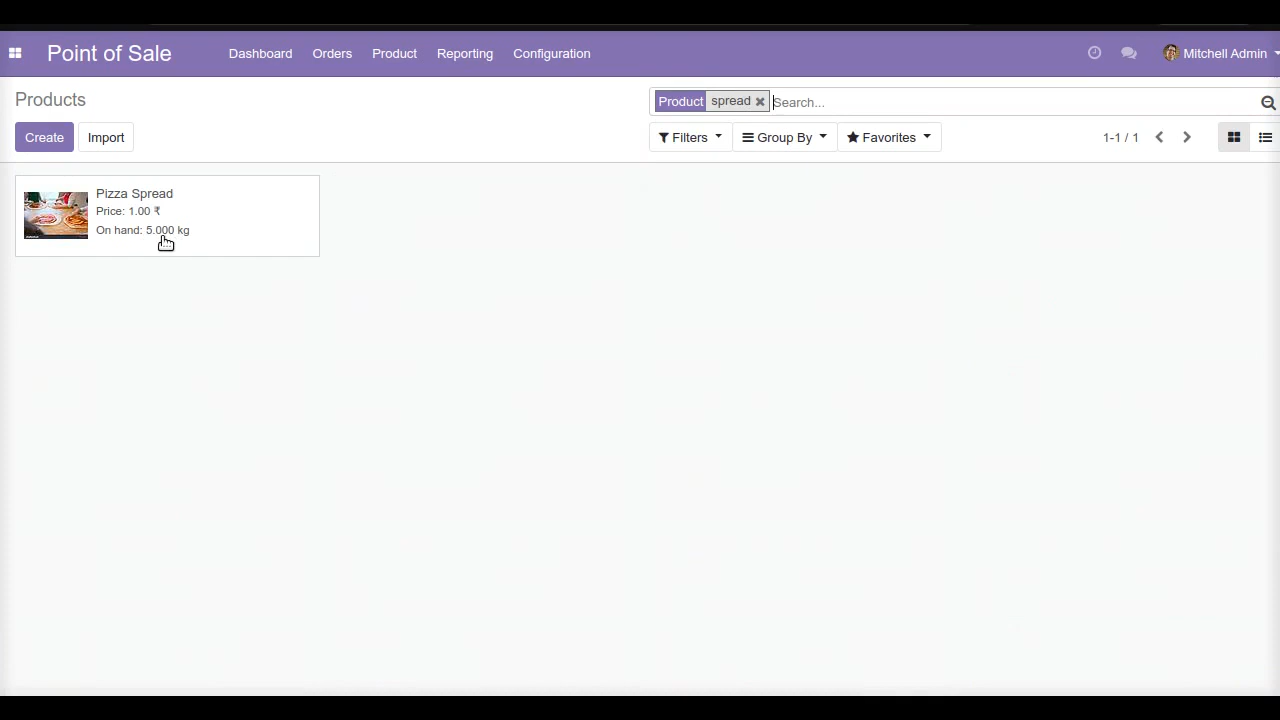 Point of Sale Dashboard Orders Product Reporting Configuration Mitchell Admin
Products
Product spread Search...
Create Import Filters Group By Favorites 1-1 / 1
Pizza Spread
Price: 1.00 ₹
On hand: 5.000 kg